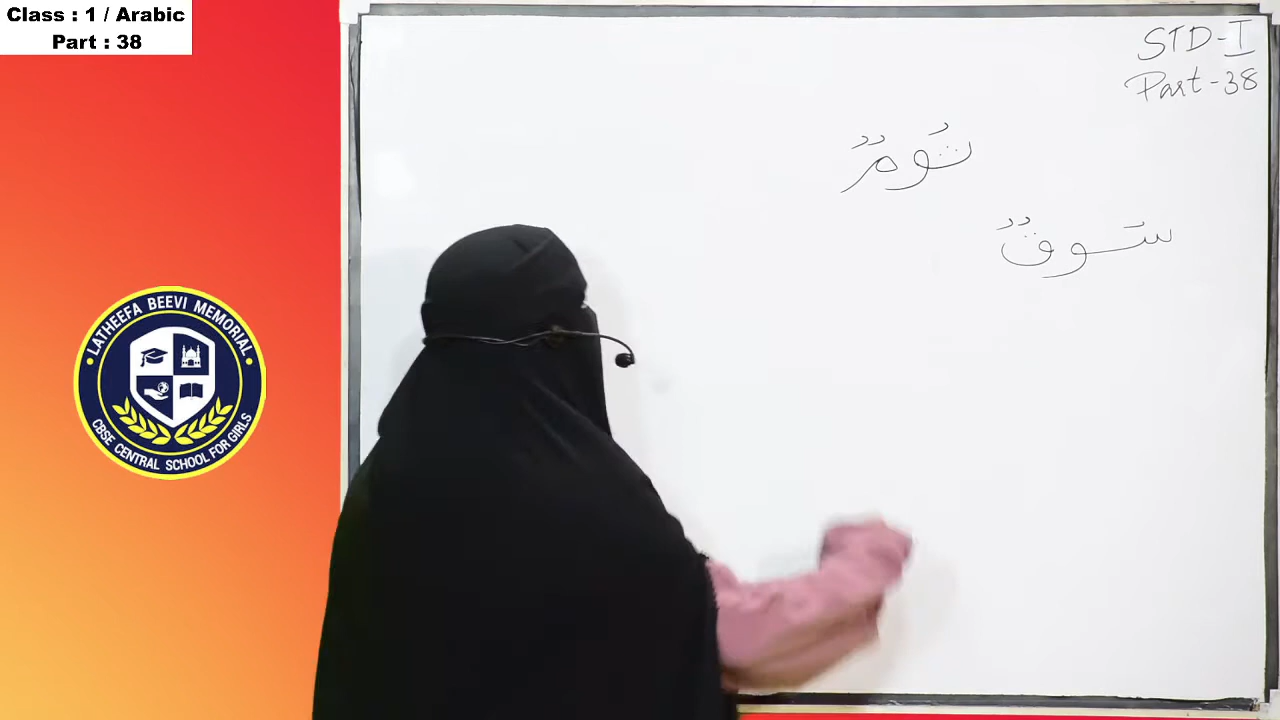 Class : 1 / Arabic
Part : 38
STD-I
Part-38
ثُومٌ
سُوقٌ
LATHEEFA BEEVI MEMORIAL
CBSE CENTRAL SCHOOL FOR GIRLS